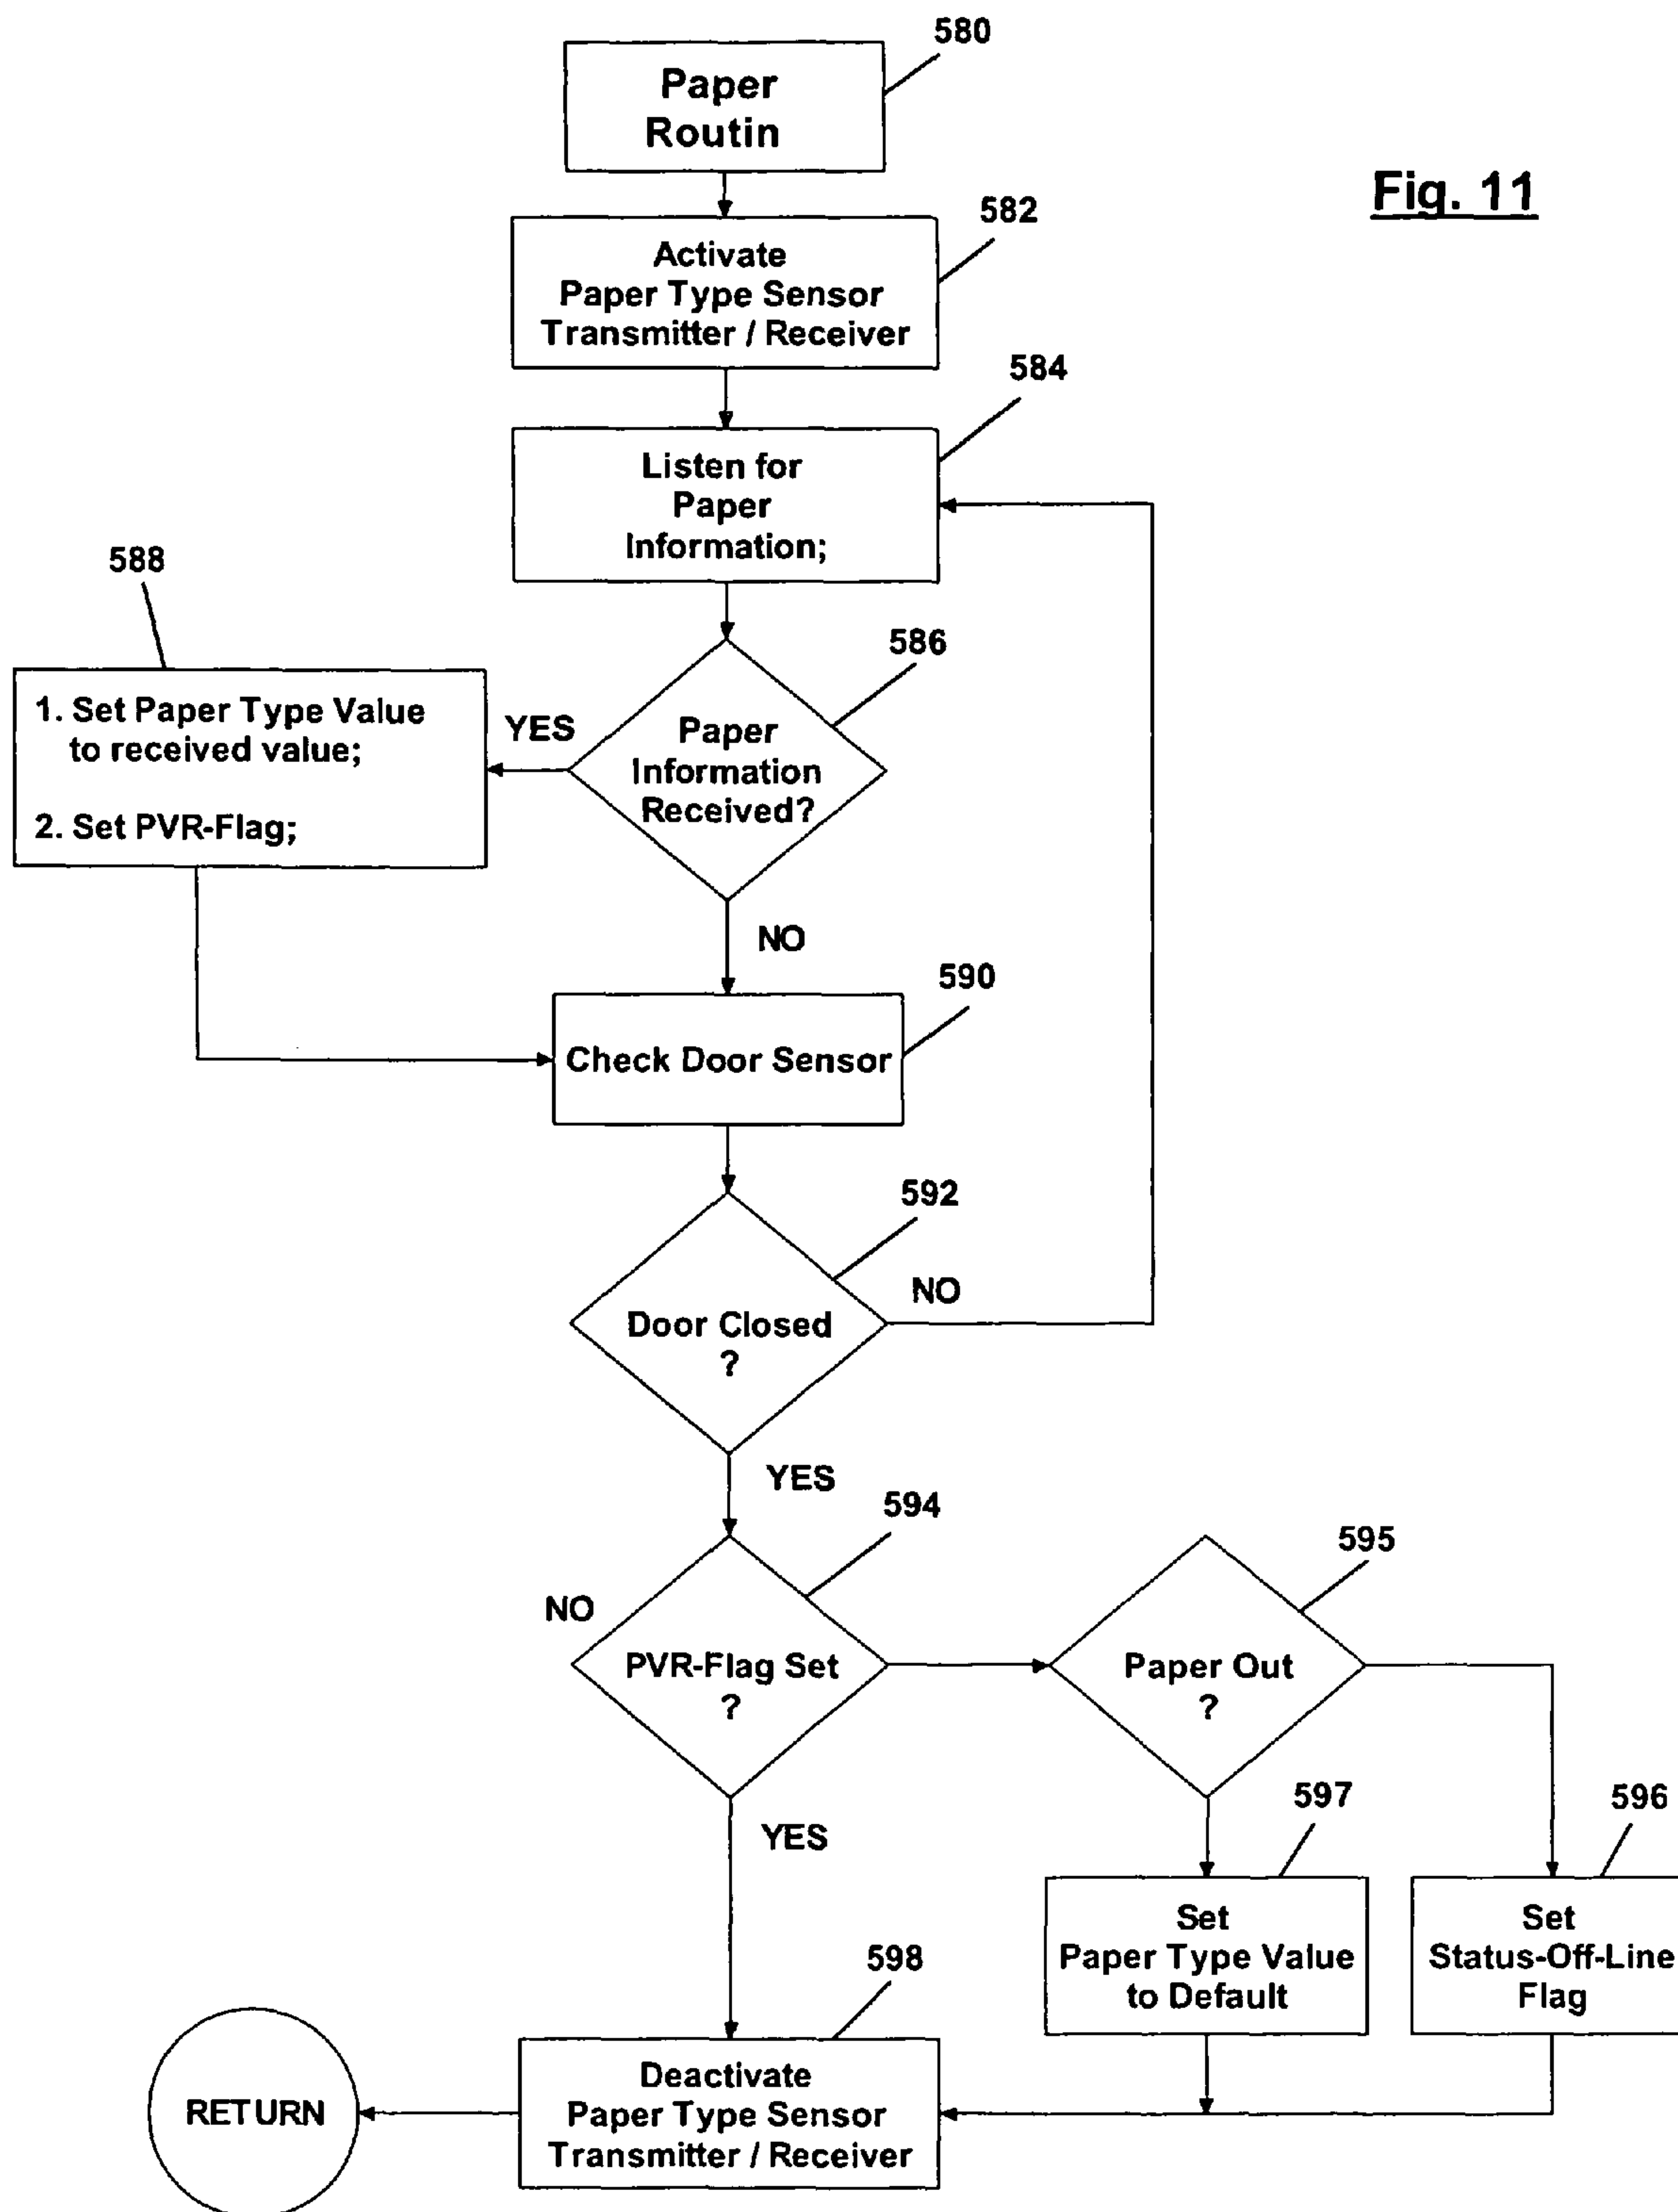 580
Paper
Routin
Fig. 11
582
Activate
Paper Type Sensor
Transmitter / Receiver
584
Listen for
Paper
Information;
588
586
1. Set Paper Type Value
to received value;
2. Set PVR-Flag;
YES
Paper
Information
Received?
NO
590
Check Door Sensor
592
NO
Door Closed
?
YES
594
595
NO
PVR-Flag Set
?
Paper Out
?
YES
597
596
Set
Paper Type Value
to Default
Set
Status-Off-Line
Flag
598
Deactivate
Paper Type Sensor
Transmitter / Receiver
RETURN